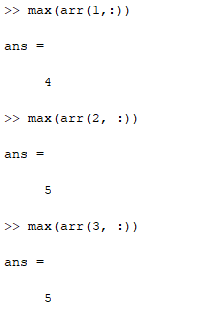 >> max(arr(1,:))
ans =
4
>> max(arr(2, :))
ans =
5
>> max(arr(3, :))
ans =
5